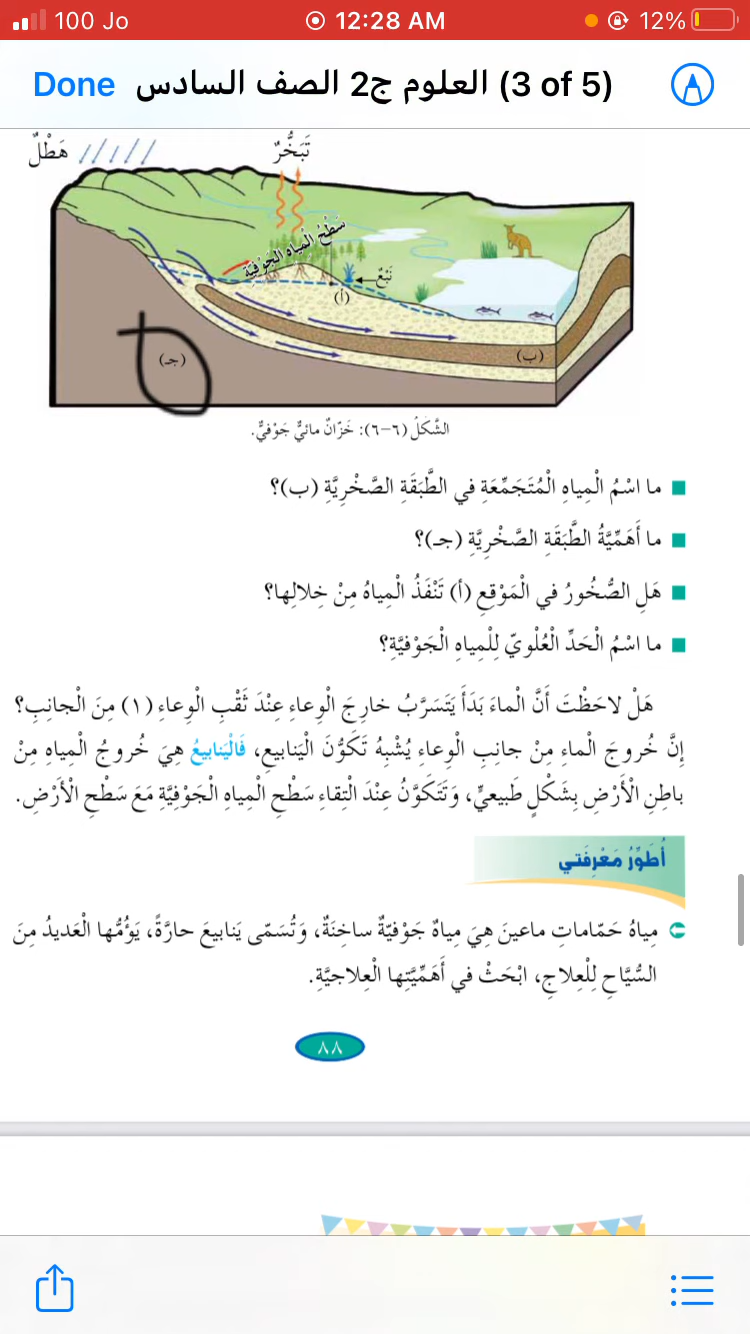 100 Jo 12:28 AM 12%
Done العلوم ج2 الصف السادس (3 of 5)
هَطْلٌ
تَبَخُّرٌ
سَطْحُ الْمِياهِ الْجَوْفِيَّةِ
نَبْعٌ
(أ)
(ب)
(جـ)
الشَّكْلُ (٦-٦): خَزّانٌ مائِيٌّ جَوْفِيٌّ.
ما اسْمُ الْمِياهِ الْمُتَجَمِّعَةِ في الطَّبَقَةِ الصَّخْرِيَّةِ (ب)؟
ما أَهَمِّيَّةُ الطَّبَقَةِ الصَّخْرِيَّةِ (جـ)؟
هَلِ الصُّخُورُ في الْمَوْقِعِ (أ) تَنْفَذُ الْمِياهُ مِنْ خِلالِها؟
ما اسْمُ الْحَدِّ الْعُلْوِيِّ لِلْمِياهِ الْجَوْفِيَّةِ؟
هَلْ لاحَظْتَ أَنَّ الْماءَ بَدَأَ يَتَسَرَّبُ خارِجَ الْوِعاءِ عِنْدَ ثَقْبِ الْوِعاءِ (١) مِنَ الْجانِبِ؟
إِنَّ خُروجَ الْماءِ مِنْ جانِبِ الْوِعاءِ يُشْبِهُ تَكَوُّنَ الْيَنابيعِ، فَالْيَنابيعُ هِيَ خُروجُ الْمِياهِ مِنْ
باطِنِ الْأَرْضِ بِشَكْلٍ طَبيعِيٍّ، وَتَتَكَوَّنُ عِنْدَ الْتِقاءِ سَطْحِ الْمِياهِ الْجَوْفِيَّةِ مَعَ سَطْحِ الْأَرْضِ.
أُطَوِّرُ مَعْرِفَتي
مِياهُ حَمّاماتِ ماعينَ هِيَ مِياهٌ جَوْفِيَّةٌ ساخِنَةٌ، وَتُسَمّى يَنابيعَ حارَّةً، يَؤُمُّها الْعَديدُ مِنَ
السُّيَّاحِ لِلْعِلاجِ، ابْحَثْ في أَهَمِّيَّتِها الْعِلاجِيَّةِ.
٨٨